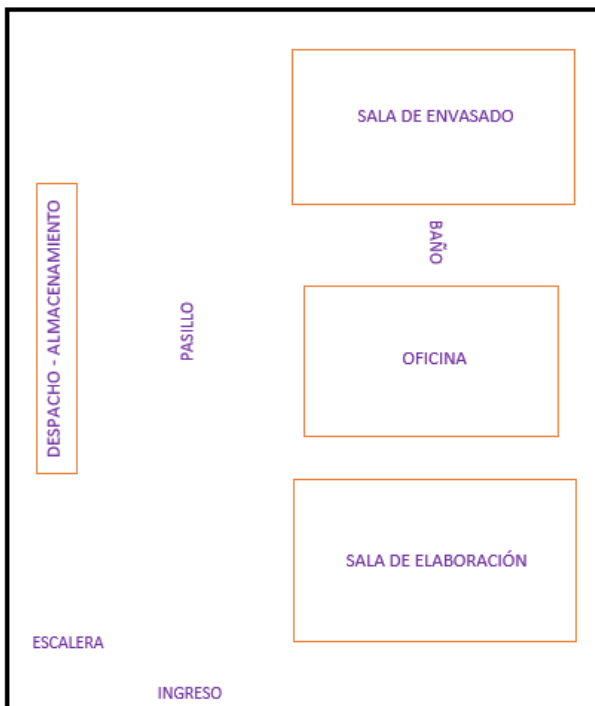 SALA DE ENVASADO
BAÑO
DESPACHO - ALMACENAMIENTO
PASILLO
OFICINA
SALA DE ELABORACIÓN
ESCALERA
INGRESO